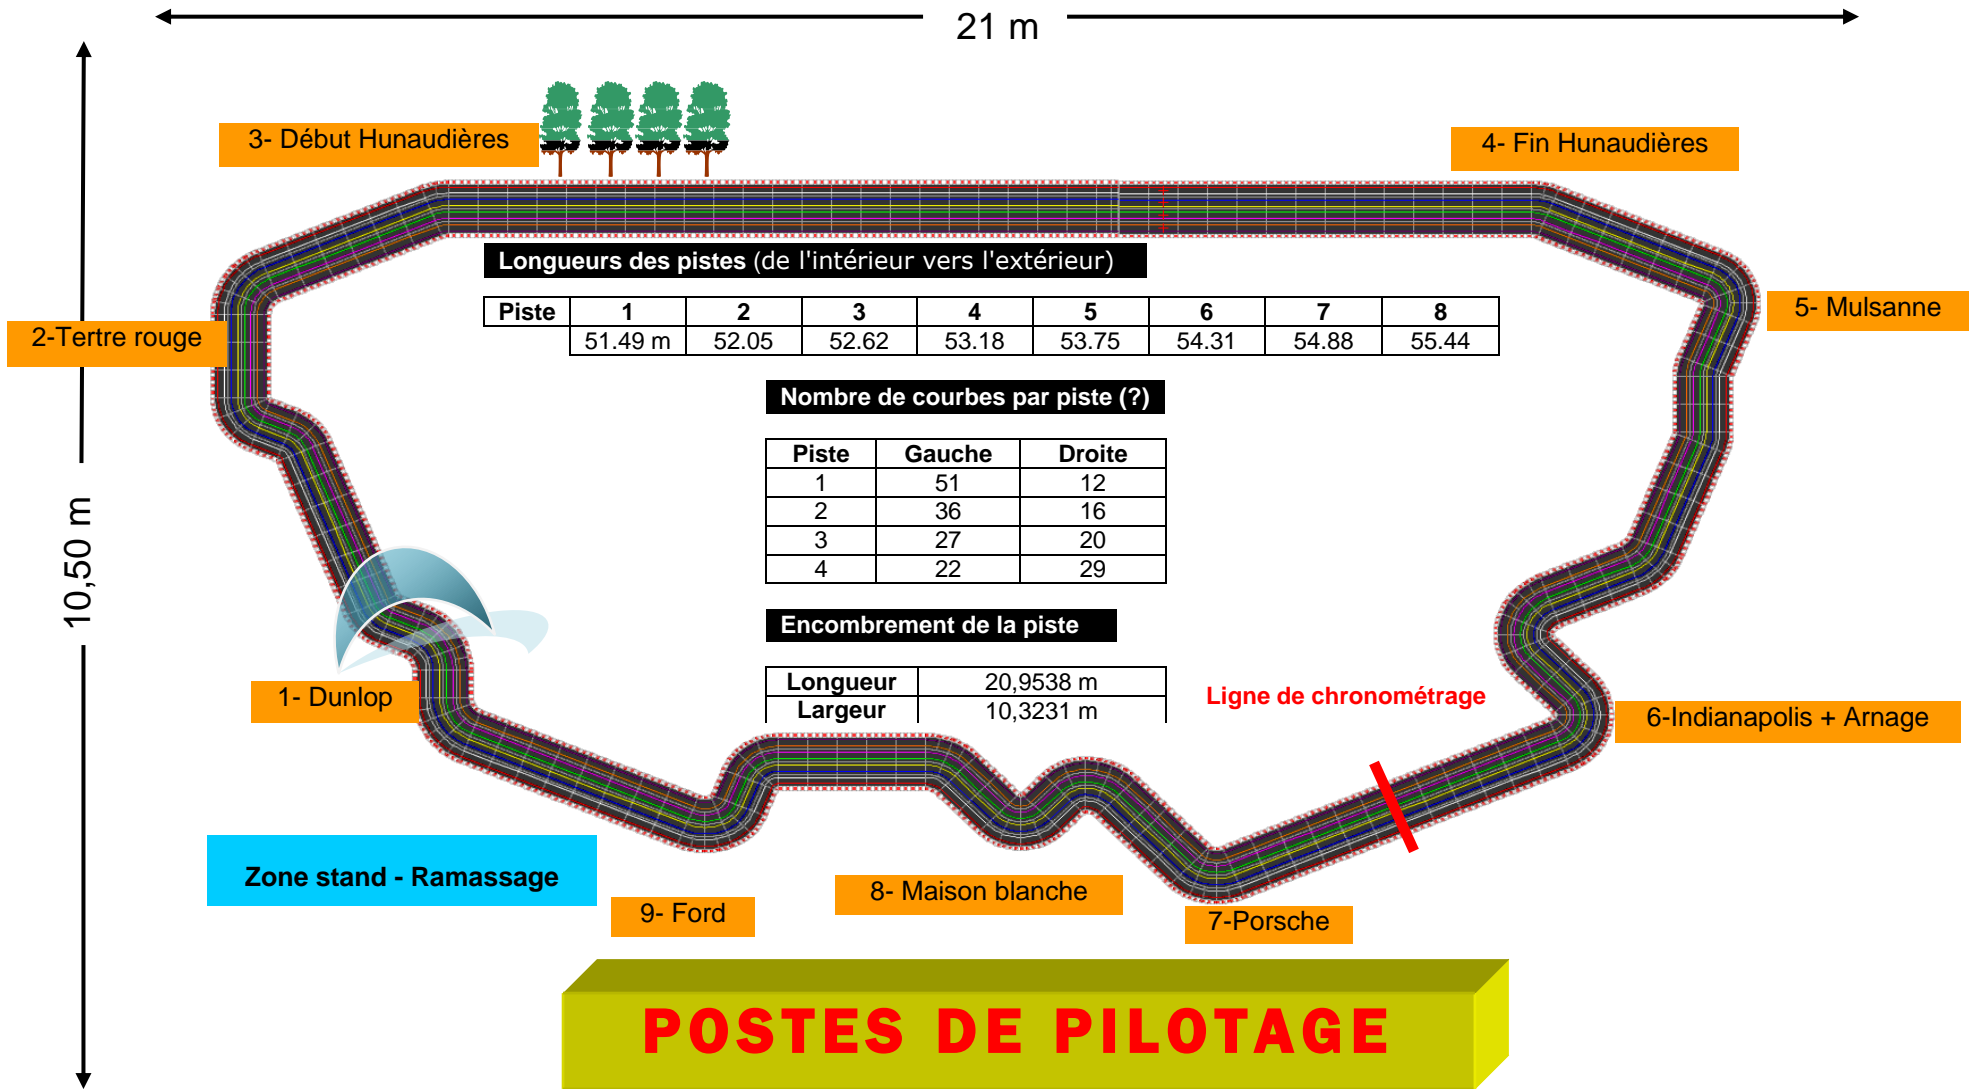 21 m
3- Début Hunaudières
4- Fin Hunaudières
Longueurs des pistes (de l'intérieur vers l'extérieur)
Piste 1 2 3 4 5 6 7 8
51.49 m 52.05 52.62 53.18 53.75 54.31 54.88 55.44
2-Tertre rouge
5- Mulsanne
Nombre de courbes par piste (?)
Piste Gauche Droite
1 51 12
2 36 16
3 27 20
4 22 29
10,50 m
Encombrement de la piste
Longueur 20,9538 m
Largeur 10,3231 m
1- Dunlop
Ligne de chronométrage
6-Indianapolis + Arnage
Zone stand - Ramassage
8- Maison blanche
9- Ford
7-Porsche
POSTES DE PILOTAGE